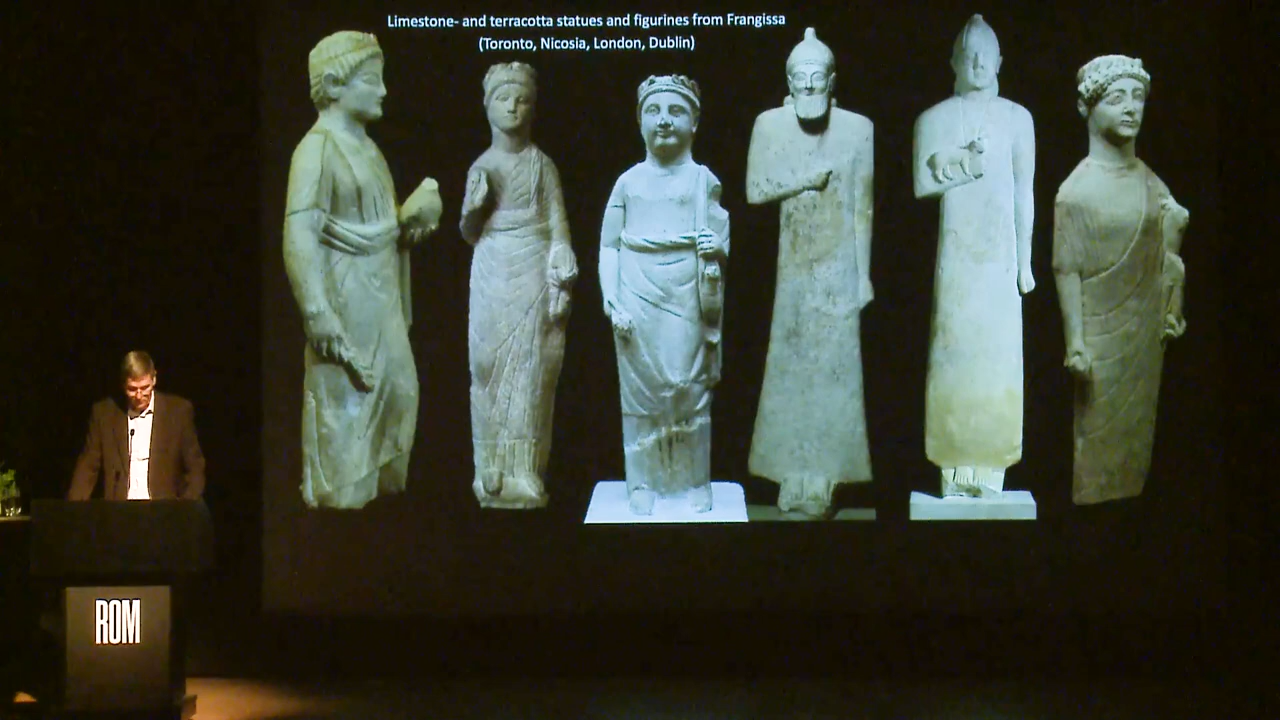 Limestone- and terracotta statues and figurines from Frangissa
(Toronto, Nicosia, London, Dublin)
ROM